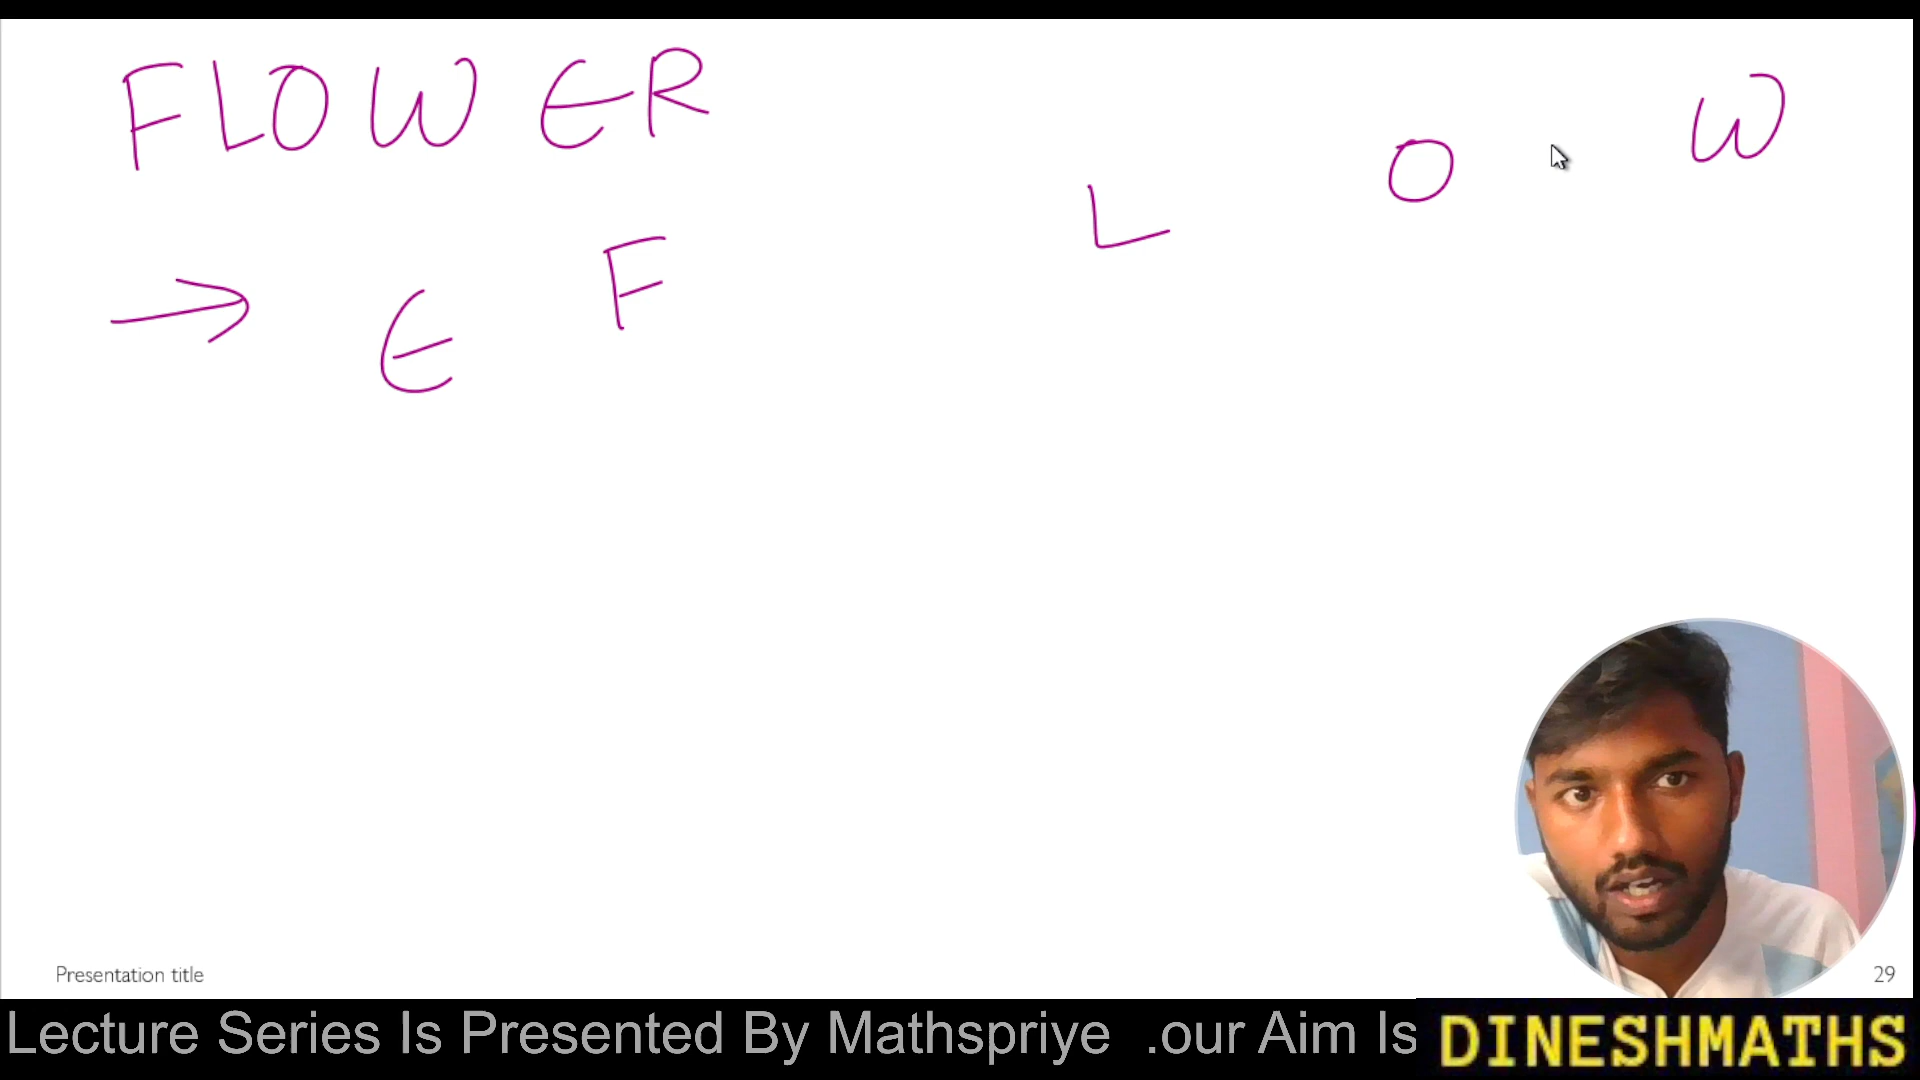 FLOWER
→ E F L O W
Presentation title
29
Lecture Series Is Presented By Mathspriye .our Aim Is
DINESHMATHS